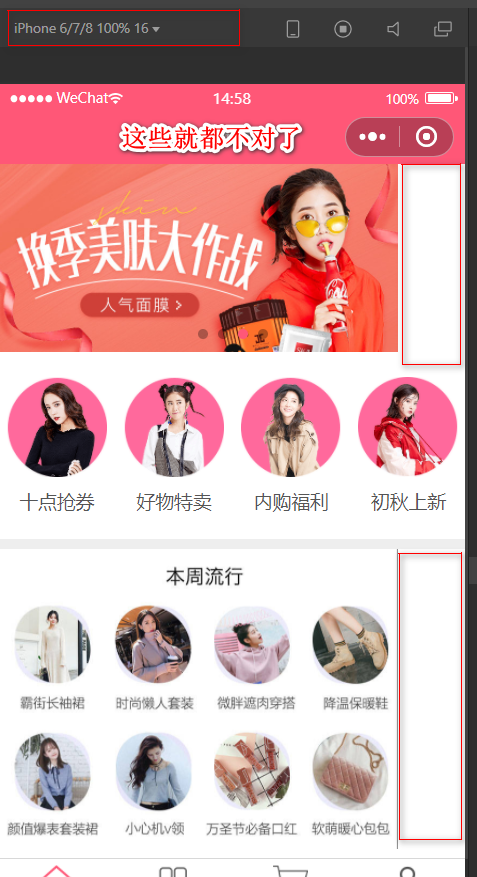 iPhone 6/7/8 100% 16
WeChat 14:58 100%
这些就都不对了
skin
换季美肤大作战
人气面膜 >
十点抢券 好物特卖 内购福利 初秋上新
本周流行
霸街长袖裙 时尚懒人套装 微胖遮肉穿搭 降温保暖鞋
颜值爆表套装裙 小心机v领 万圣节必备口红 软萌暖心包包